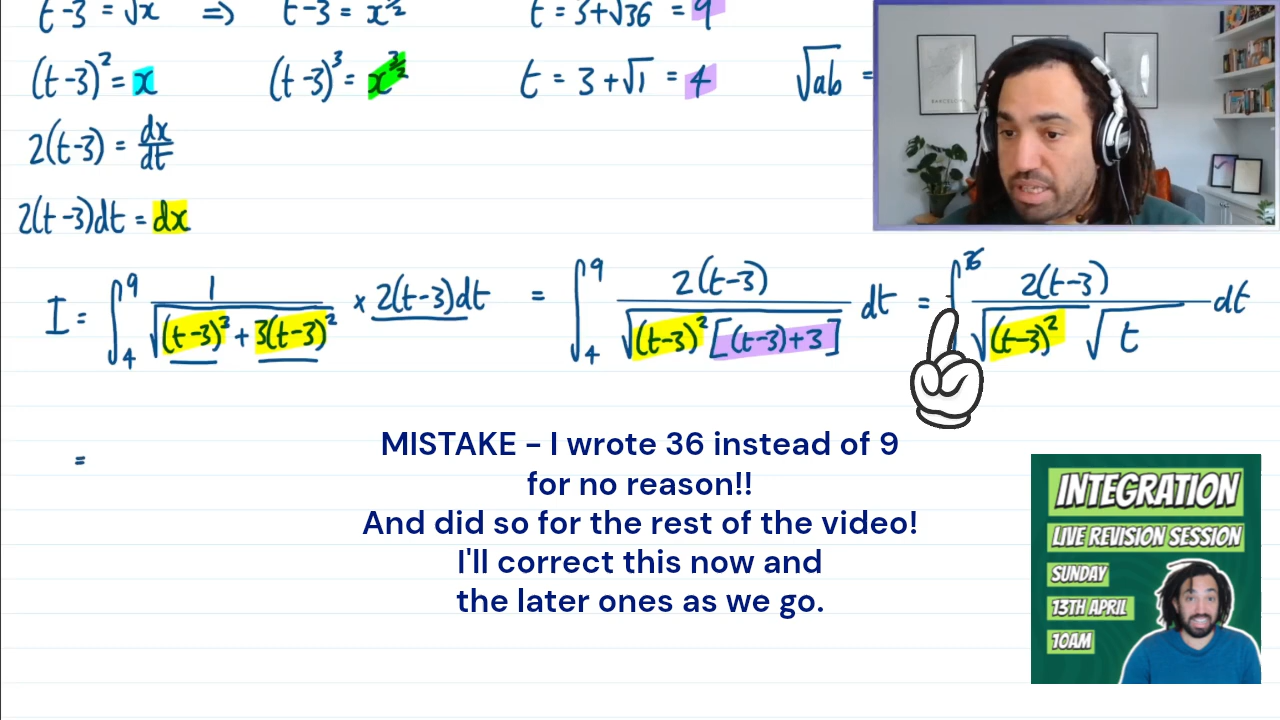 t-3 = √x ⇒ t-3 = x^{1/2} t = 3+√36 = 9
(t-3)² = x (t-3)³ = x^{3/2} t = 3+√1 = 4 √ab =
2(t-3) = dx/dt
2(t-3)dt = dx
I = ∫₄⁹ 1/√((t-3)³ + 3(t-3)²) × 2(t-3)dt = ∫₄⁹ 2(t-3)/√((t-3)²[(t-3)+3]) dt = ∫³⁶ 2(t-3)/(√(t-3)² √t) dt
=
MISTAKE - I wrote 36 instead of 9
for no reason!!
And did so for the rest of the video!
I'll correct this now and
the later ones as we go.
INTEGRATION
LIVE REVISION SESSION
SUNDAY
13TH APRIL
10AM
BARCELONA